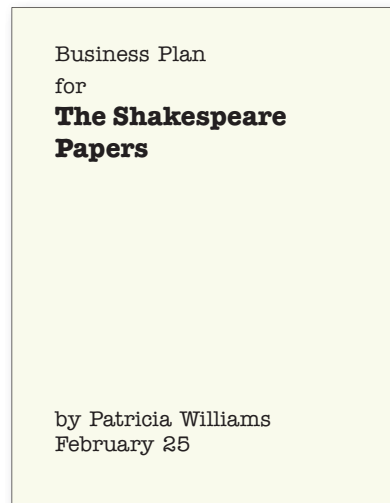 Business Plan
for
The Shakespeare
Papers
by Patricia Williams
February 25